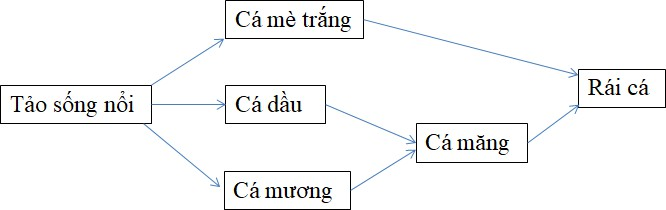 Cá mè trắng
Rái cá
Tảo sống nổi
Cá dầu
Cá măng
Cá mương